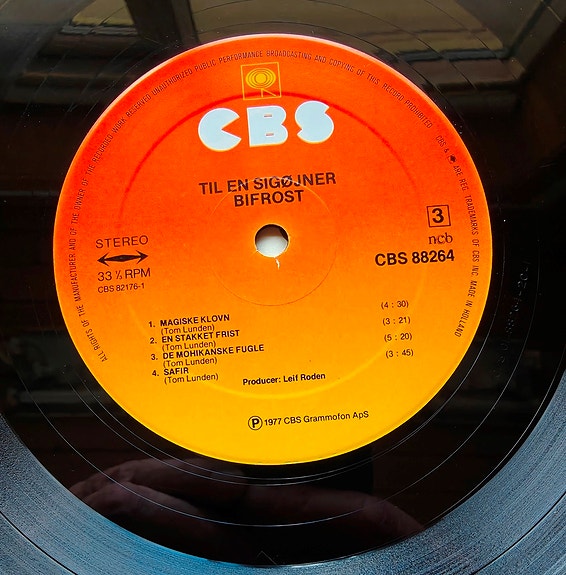 ALL RIGHTS OF THE MANUFACTURER AND OF THE OWNER OF THE RECORDED WORK RESERVED UNAUTHORIZED PUBLIC PERFORMANCE BROADCASTING AND COPYING OF THIS RECORD PROHIBITED · CBS & ARE REG. TRADEMARKS OF CBS INC. MADE IN HOLLAND
CBS
TIL EN SIGØJNER
BIFROST
3
STEREO
ncb
33 ⅓ RPM
CBS 88264
CBS 82176-1
1. MAGISKE KLOVN (4 : 30)
(Tom Lunden)
2. EN STAKKET FRIST (3 : 21)
(Tom Lunden)
3. DE MOHIKANSKE FUGLE (5 : 20)
(Tom Lunden)
4. SAFIR (3 : 45)
(Tom Lunden)
Producer: Leif Roden
Ⓟ 1977 CBS Grammofon ApS